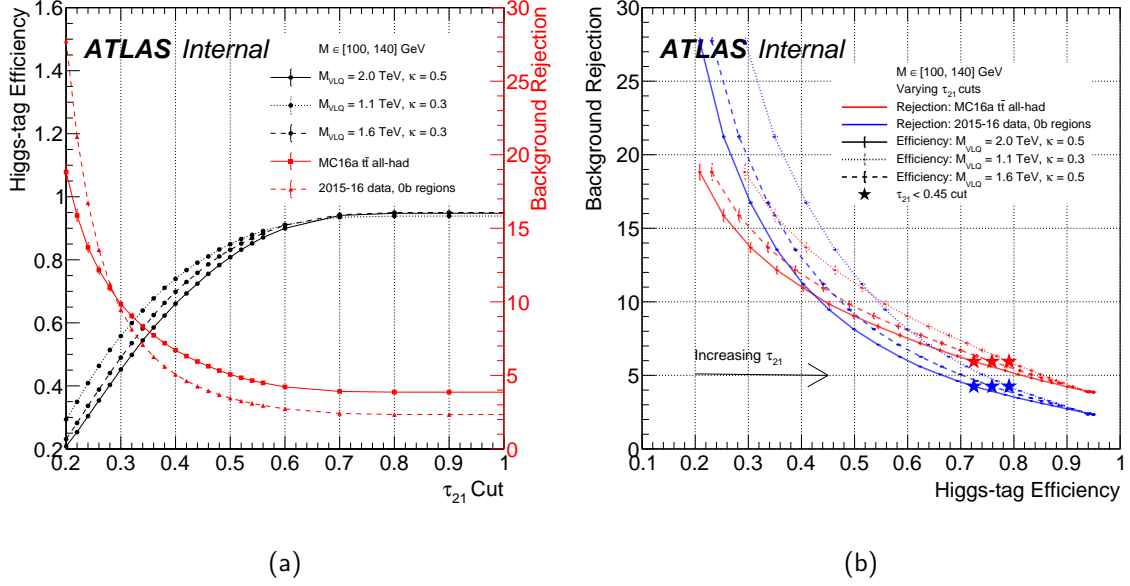 ATLAS Internal
M ∈ [100, 140] GeV
M_VLQ = 2.0 TeV, κ = 0.5
M_VLQ = 1.1 TeV, κ = 0.3
M_VLQ = 1.6 TeV, κ = 0.3
MC16a tt̄ all-had
2015-16 data, 0b regions
Higgs-tag Efficiency
1.6
1.4
1.2
1
0.8
0.6
0.4
0.2
Background Rejection
30
25
20
15
10
5
0
0.2 0.3 0.4 0.5 0.6 0.7 0.8 0.9 1
τ21 Cut
(a)
ATLAS Internal
M ∈ [100, 140] GeV
Varying τ21 cuts
Rejection: MC16a tt̄ all-had
Rejection: 2015-16 data, 0b regions
Efficiency: M_VLQ = 2.0 TeV, κ = 0.5
Efficiency: M_VLQ = 1.1 TeV, κ = 0.3
Efficiency: M_VLQ = 1.6 TeV, κ = 0.5
τ21 < 0.45 cut
Background Rejection
30
25
20
15
10
5
0
Increasing τ21
0.1 0.2 0.3 0.4 0.5 0.6 0.7 0.8 0.9 1
Higgs-tag Efficiency
(b)